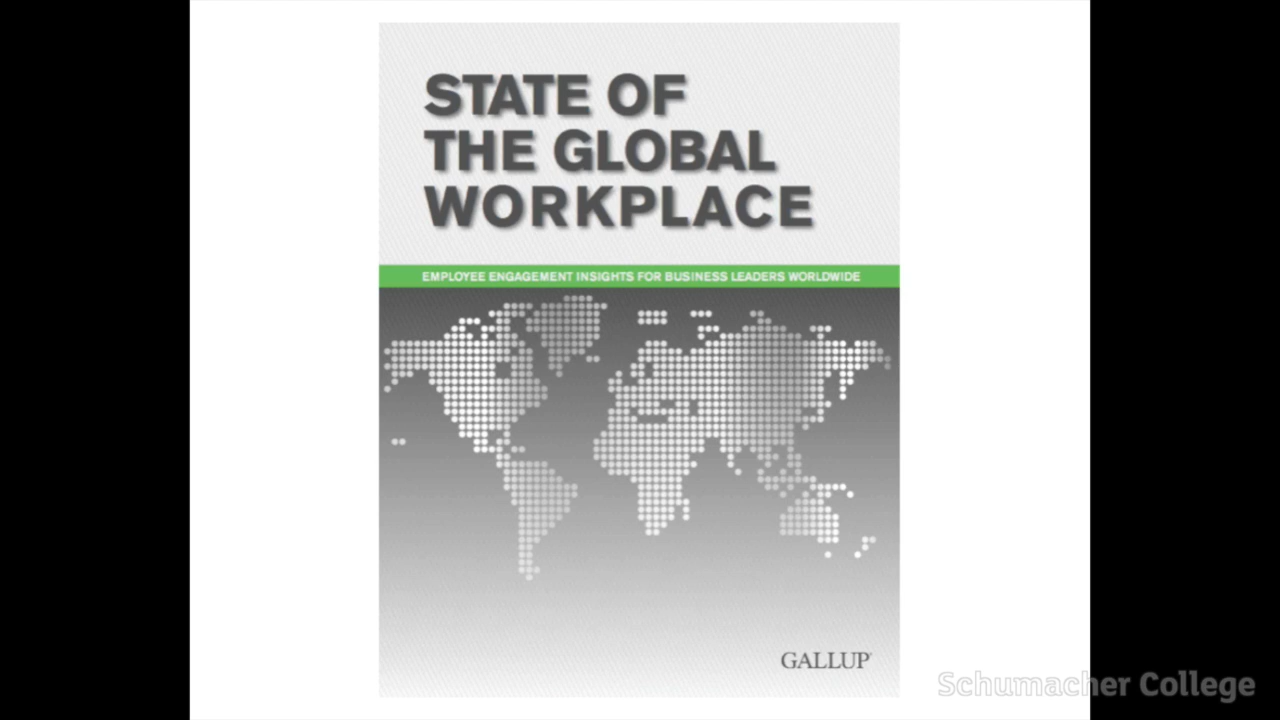 STATE OF
THE GLOBAL
WORKPLACE
EMPLOYEE ENGAGEMENT INSIGHTS FOR BUSINESS LEADERS WORLDWIDE
GALLUP
Schumacher College